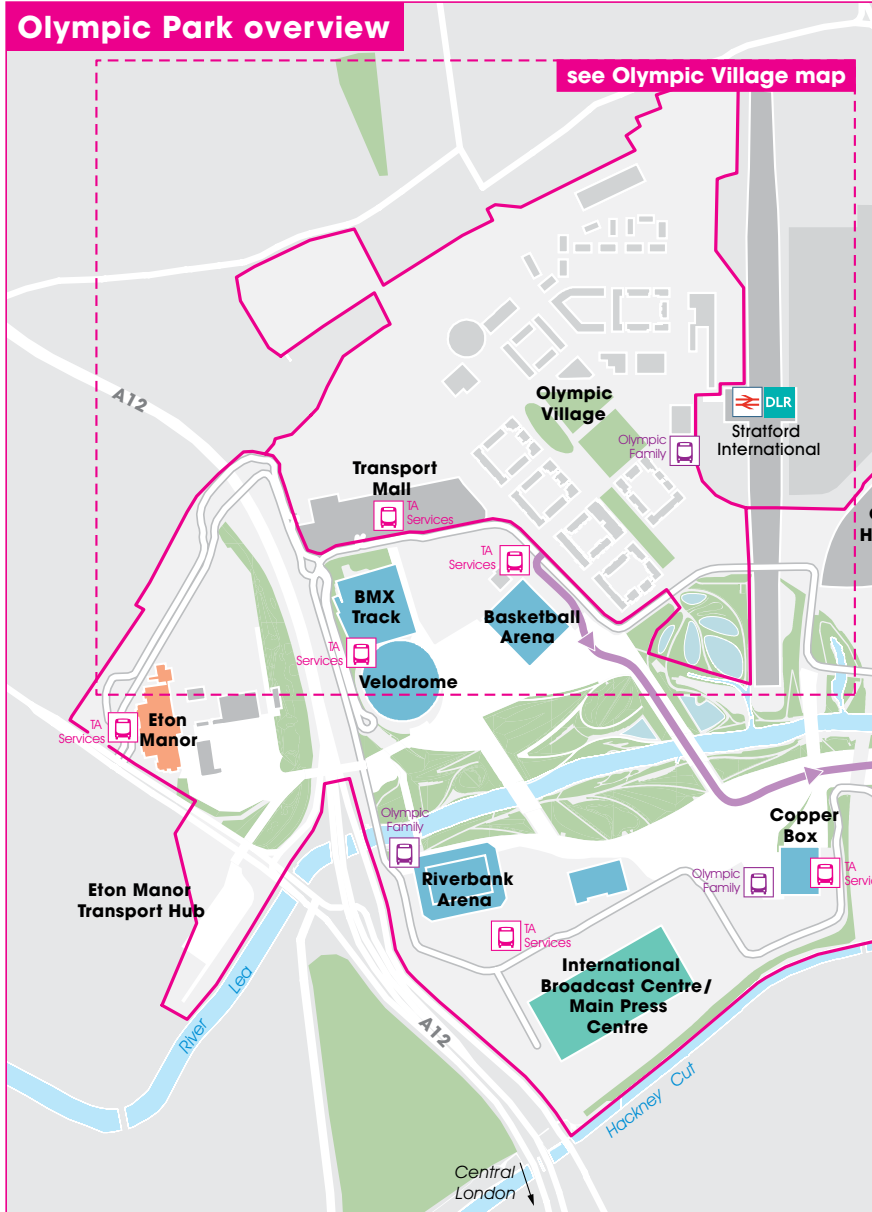 Olympic Park overview
see Olympic Village map
A12
Olympic
Village
DLR
Stratford
International
Olympic
Family
Transport
Mall
TA
Services
TA
Services
BMX
Track
Basketball
Arena
TA
Services
Velodrome
TA
Services
Eton
Manor
Olympic
Family
Copper
Box
Olympic
Family
TA
Riverbank
Arena
Eton Manor
Transport Hub
TA
Services
International
Broadcast Centre/
Main Press
Centre
River Lea
A12
Hackney Cut
Central
London